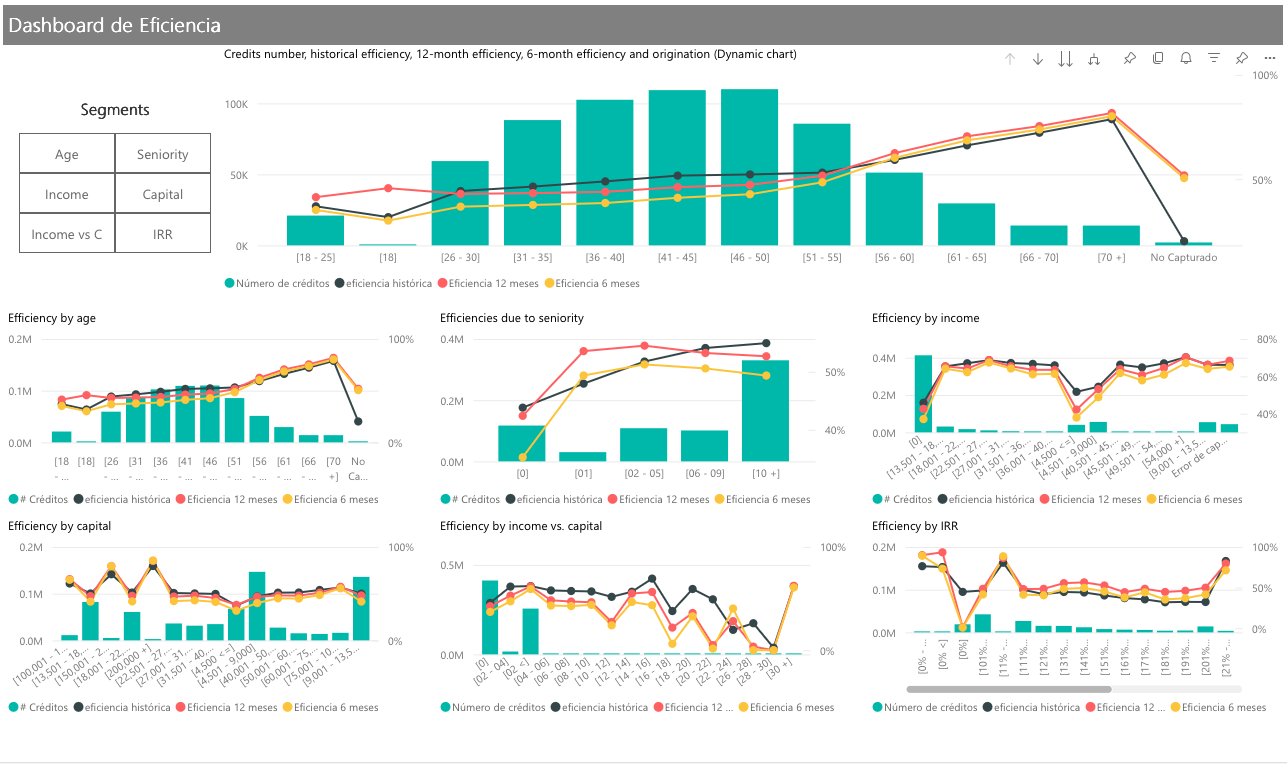 Dashboard de Eficiencia
Credits number, historical efficiency, 12-month efficiency, 6-month efficiency and origination (Dynamic chart)
Segments
Age Seniority
Income Capital
Income vs C IRR
100K 50K 0K
100% 50%
[18 - 25] [18] [26 - 30] [31 - 35] [36 - 40] [41 - 45] [46 - 50] [51 - 55] [56 - 60] [61 - 65] [66 - 70] [70 +] No Capturado
Número de créditos eficiencia histórica Eficiencia 12 meses Eficiencia 6 meses
Efficiency by age
0.2M 0.1M 0.0M
100% 0%
[18 [18] [26 [31 [36 [41 [46 [51 [56 [61 [66 [70 No
- ... - ... - ... - ... - ... - ... - ... - ... - ... - ... +] Ca...
# Créditos eficiencia histórica Eficiencia 12 meses Eficiencia 6 meses
Efficiencies due to seniority
0.4M 0.2M 0.0M
50% 40%
[0] [01] [02 - 05] [06 - 09] [10 +]
# Créditos eficiencia histórica Eficiencia 12 meses Eficiencia 6 meses
Efficiency by income
0.4M 0.2M 0.0M
80% 60% 40%
[0] [13,501 - 18,... [18,001 - 22,... [22,501 - 27,... [27,001 - 31,... [31,501 - 36,... [36,001 - 40,... [4,500 <=] [4,501 - 9,000] [40,501 - 45,... [45,501 - 49,... [49,501 - 54,... [54,000 +] [9,001 - 13,5... Error de cap...
# Créditos eficiencia histórica Eficiencia 12 meses Eficiencia 6 meses
Efficiency by capital
0.2M 0.1M 0.0M
100% 0%
[100,001 - 1... [13,501 - 18,... [150,001 - 2... [18,001 - 22,... [200,000 +] [22,501 - 27,... [27,001 - 31,... [31,501 - 40,... [4,500 <=] [4,501 - 9,0... [40,501 - 50,... [50,001 - 60,... [60,001 - 75,... [75,001 - 10... [9,001 - 13,5...
# Créditos eficiencia histórica Eficiencia 12 meses Eficiencia 6 meses
Efficiency by income vs. capital
0.5M 0.0M
100% 0%
[0] [02 - 04] [02 <] [04 - 06] [06 - 08] [08 - 10] [10 - 12] [12 - 14] [14 - 16] [16 - 18] [18 - 20] [20 - 22] [22 - 24] [24 - 26] [26 - 28] [28 - 30] [30 +]
Número de créditos eficiencia histórica Eficiencia 12 ... Eficiencia 6 meses
Efficiency by IRR
0.2M 0.1M 0.0M
100% 50% 0%
[0% - ... [0% <] [0%] [101%... [11% -... [111%... [121%... [131%... [141%... [151%... [161%... [171%... [181%... [191%... [201%... [21% -...
Número de créditos eficiencia histórica Eficiencia 12 ... Eficiencia 6 meses